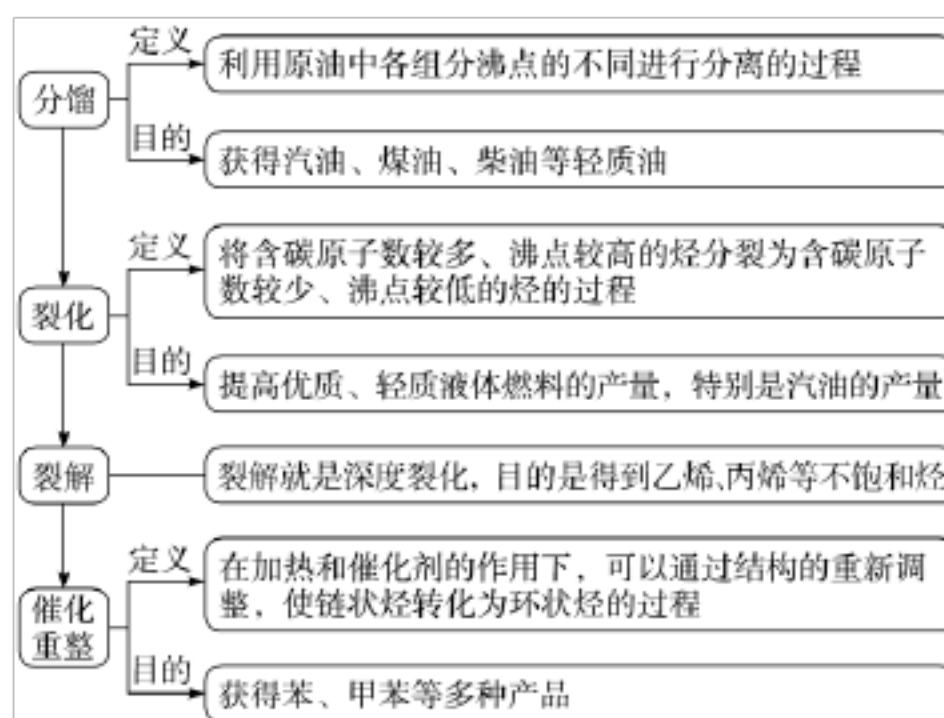 分馏
定义
利用原油中各组分沸点的不同进行分离的过程
目的
获得汽油、煤油、柴油等轻质油
裂化
定义
将含碳原子数较多、沸点较高的烃分裂为含碳原子
数较少、沸点较低的烃的过程
目的
提高优质、轻质液体燃料的产量，特别是汽油的产量
裂解
裂解就是深度裂化，目的是得到乙烯、丙烯等不饱和烃
催化
重整
定义
在加热和催化剂的作用下，可以通过结构的重新调
整，使链状烃转化为环状烃的过程
目的
获得苯、甲苯等多种产品